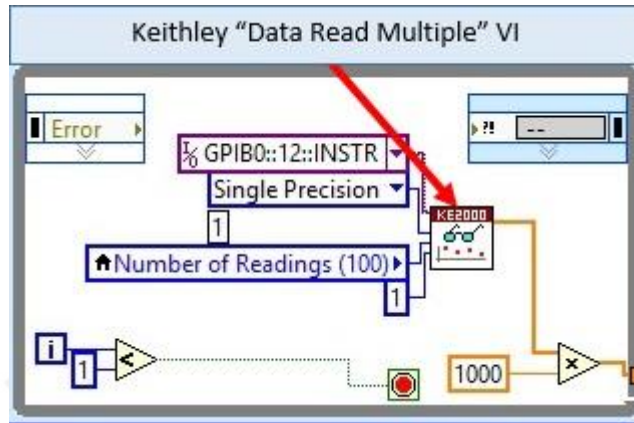 Keithley “Data Read Multiple” VI
Error
?!
--
GPIB0::12::INSTR
Single Precision
KE2000
1
Number of Readings (100)
1
i
1
<
1000
x